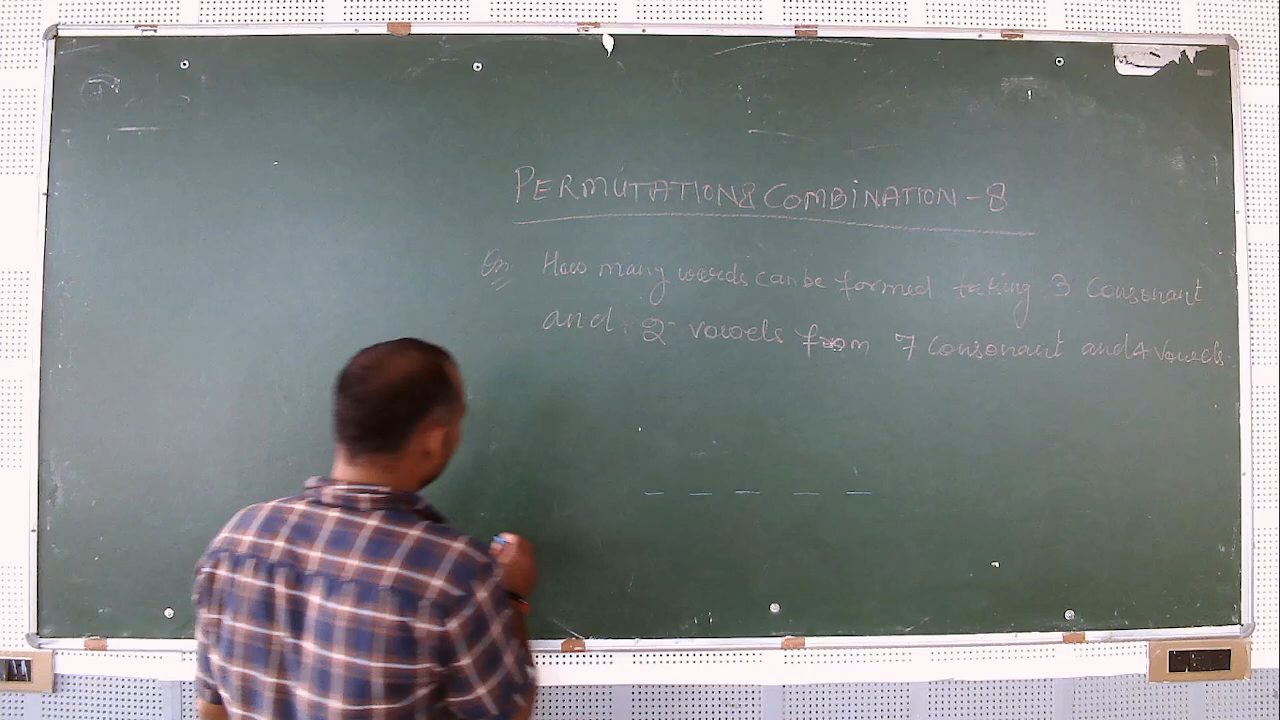 PERMUTATION & COMBINATION - 8
Qn. How many words can be formed taking 3 consonant
and 2 vowels from 7 consonant and 4 vowels.